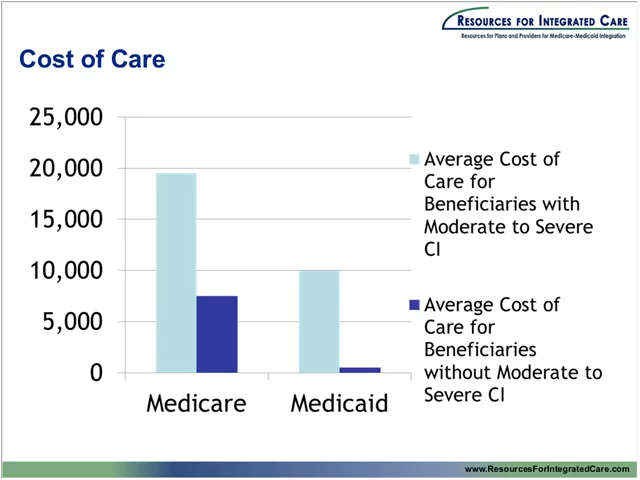 RESOURCES FOR INTEGRATED CARE
Resources for Plans and Providers for Medicare-Medicaid Integration
Cost of Care
25,000
20,000
15,000
10,000
5,000
0
Medicare
Medicaid
Average Cost of
Care for
Beneficiaries with
Moderate to Severe
CI
Average Cost of
Care for
Beneficiaries
without Moderate to
Severe CI
www.ResourcesForIntegratedCare.com